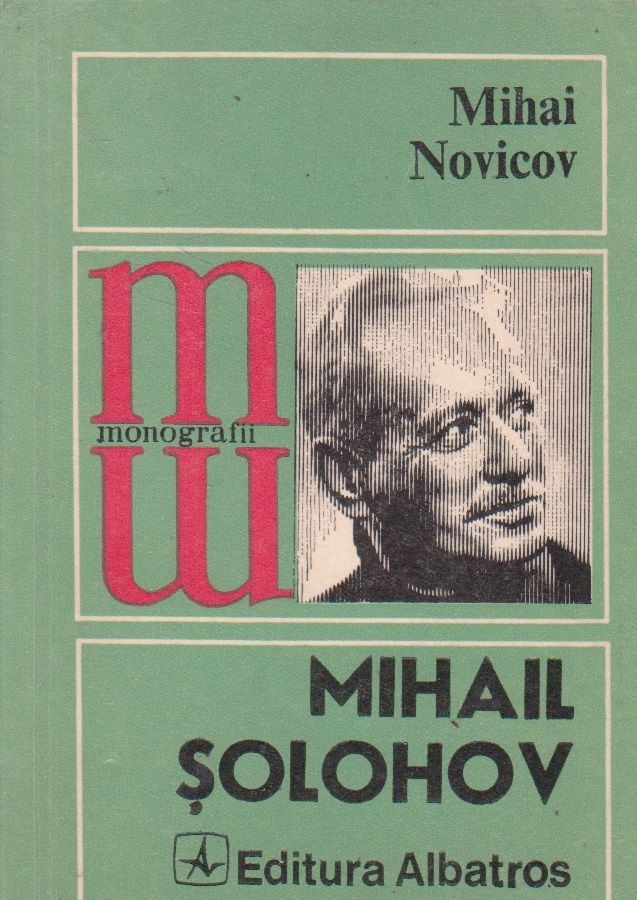 Mihai
Novicov
m
monografii
m
MIHAIL
ȘOLOHOV
Editura Albatros